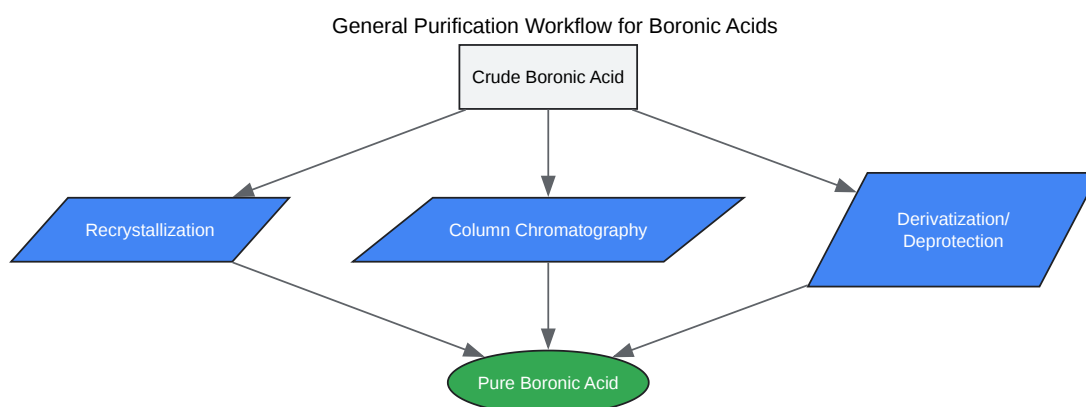 General Purification Workflow for Boronic Acids
Crude Boronic Acid
Recrystallization
Column Chromatography
Derivatization/
Deprotection
Pure Boronic Acid